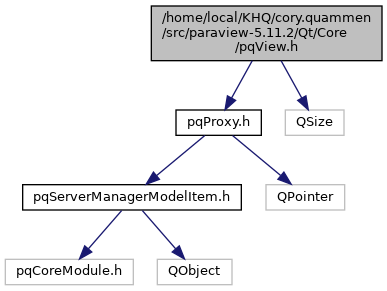 /home/local/KHQ/cory.quammen
/src/paraview-5.11.2/Qt/Core
/pqView.h
pqProxy.h
QSize
pqServerManagerModelItem.h
QPointer
pqCoreModule.h
QObject